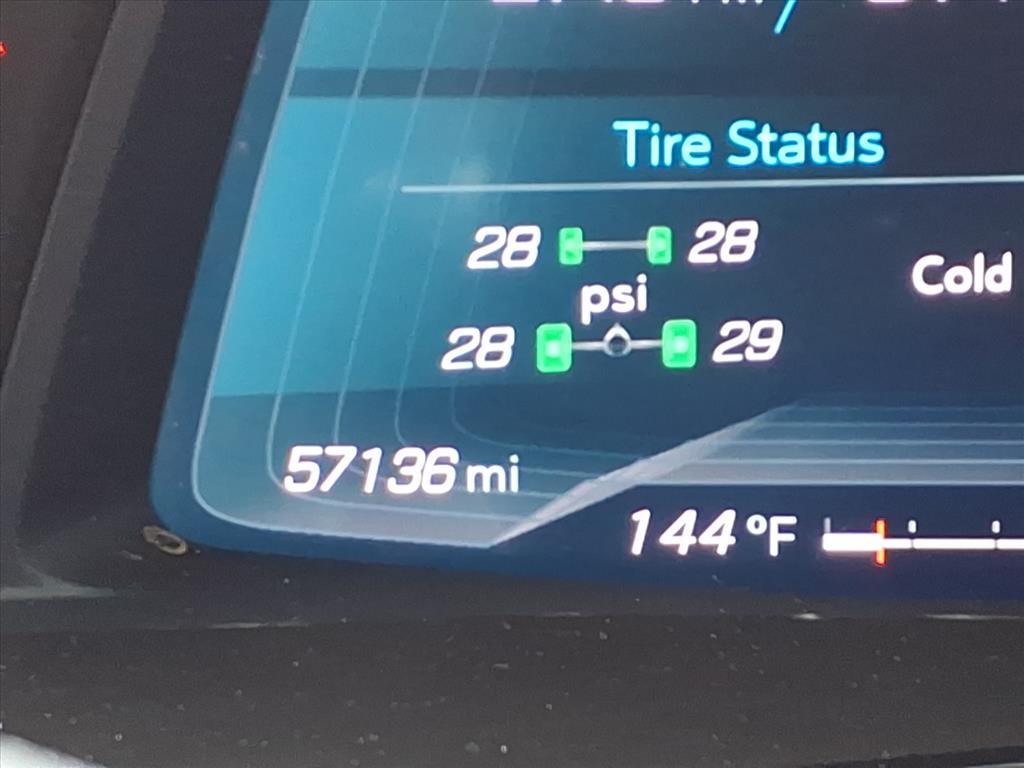 Tire Status
28 28
Cold
psi
28 29
57136 mi
144 °F